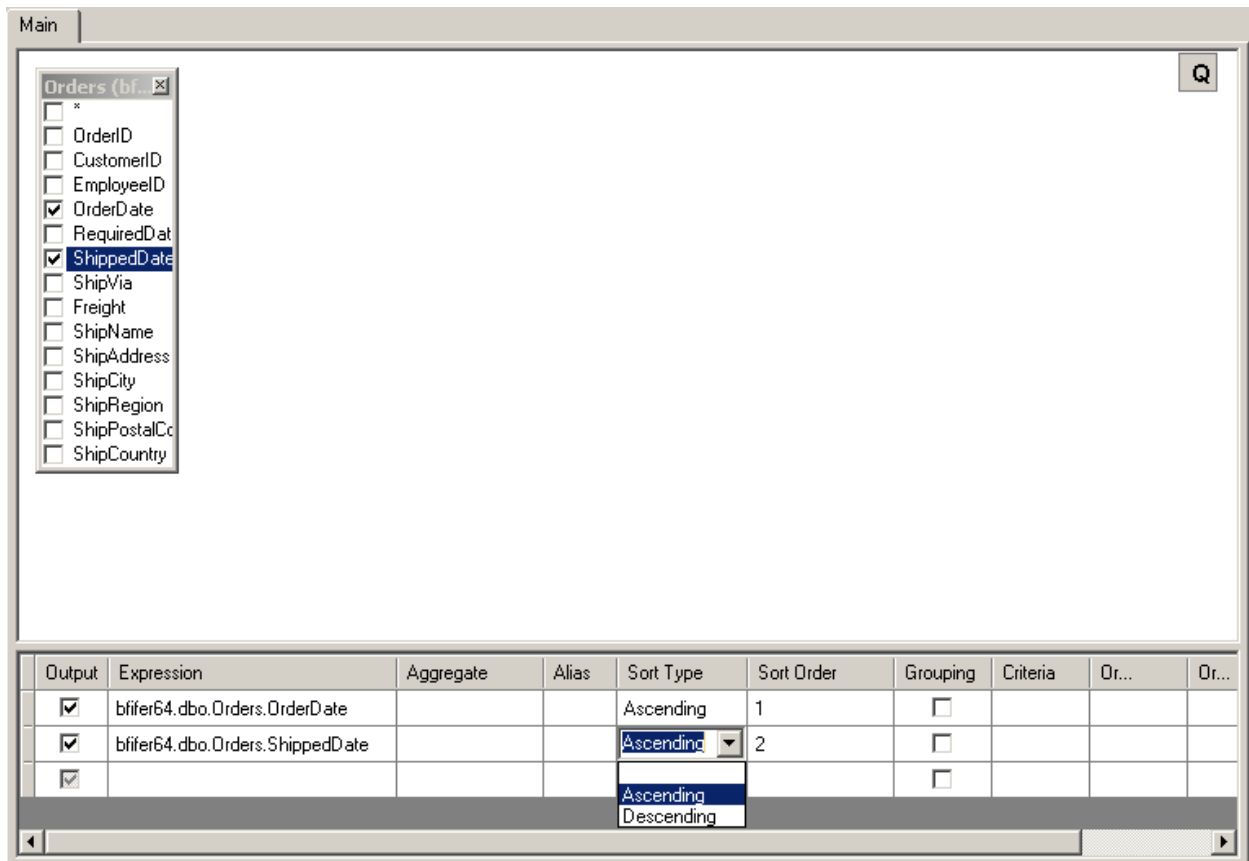 Main
Q
Orders (bf...
*
OrderID
CustomerID
EmployeeID
OrderDate
RequiredDat
ShippedDate
ShipVia
Freight
ShipName
ShipAddress
ShipCity
ShipRegion
ShipPostalCo
ShipCountry
Output Expression Aggregate Alias Sort Type Sort Order Grouping Criteria Or... Or...
bfifer64.dbo.Orders.OrderDate Ascending 1
bfifer64.dbo.Orders.ShippedDate Ascending 2
Ascending
Descending